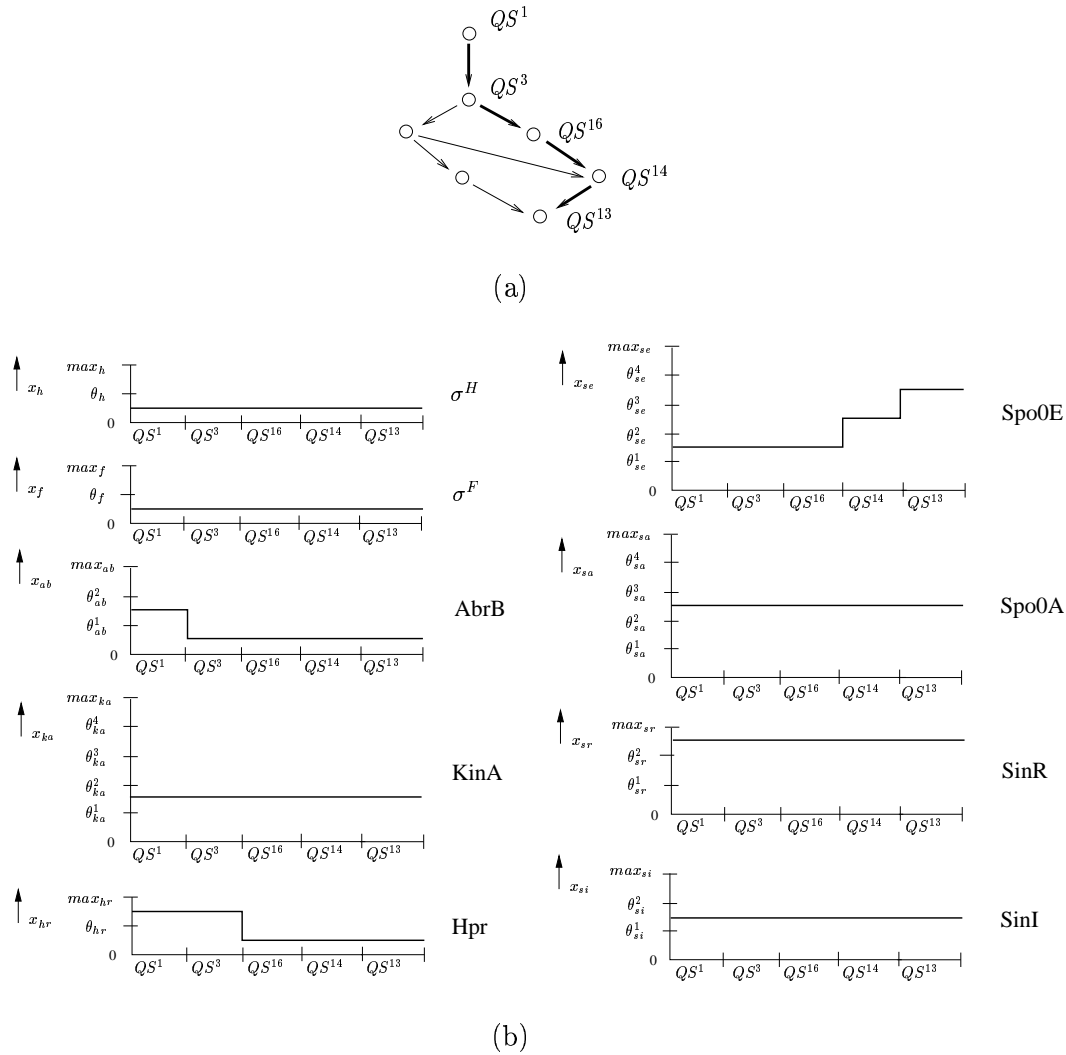 QS^1
QS^3
QS^16
QS^14
QS^13
(a)
max_h
x_h
θ_h
σ^H
0
QS^1 QS^3 QS^16 QS^14 QS^13
max_f
x_f
θ_f
σ^F
0
QS^1 QS^3 QS^16 QS^14 QS^13
max_ab
x_ab
θ^2_ab
AbrB
θ^1_ab
0
QS^1 QS^3 QS^16 QS^14 QS^13
max_ka
θ^4_ka
x_ka
θ^3_ka
KinA
θ^2_ka
θ^1_ka
0
QS^1 QS^3 QS^16 QS^14 QS^13
max_hr
x_hr
θ_hr
Hpr
0
QS^1 QS^3 QS^16 QS^14 QS^13
max_se
θ^4_se
x_se
θ^3_se
Spo0E
θ^2_se
θ^1_se
0
QS^1 QS^3 QS^16 QS^14 QS^13
max_sa
θ^4_sa
x_sa
θ^3_sa
Spo0A
θ^2_sa
θ^1_sa
0
QS^1 QS^3 QS^16 QS^14 QS^13
max_sr
x_sr
θ^2_sr
SinR
θ^1_sr
0
QS^1 QS^3 QS^16 QS^14 QS^13
max_si
x_si
θ^2_si
SinI
θ^1_si
0
QS^1 QS^3 QS^16 QS^14 QS^13
(b)